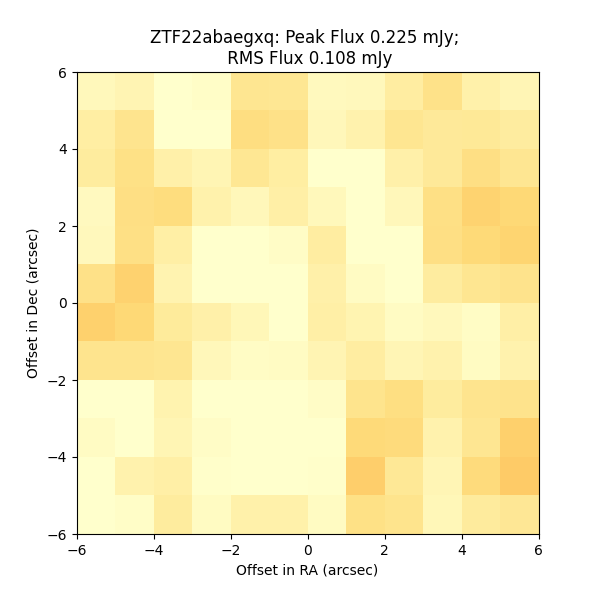 ZTF22abaegxq: Peak Flux 0.225 mJy;
RMS Flux 0.108 mJy
6
4
2
0
−2
−4
−6
Offset in Dec (arcsec)
−6 −4 −2 0 2 4 6
Offset in RA (arcsec)